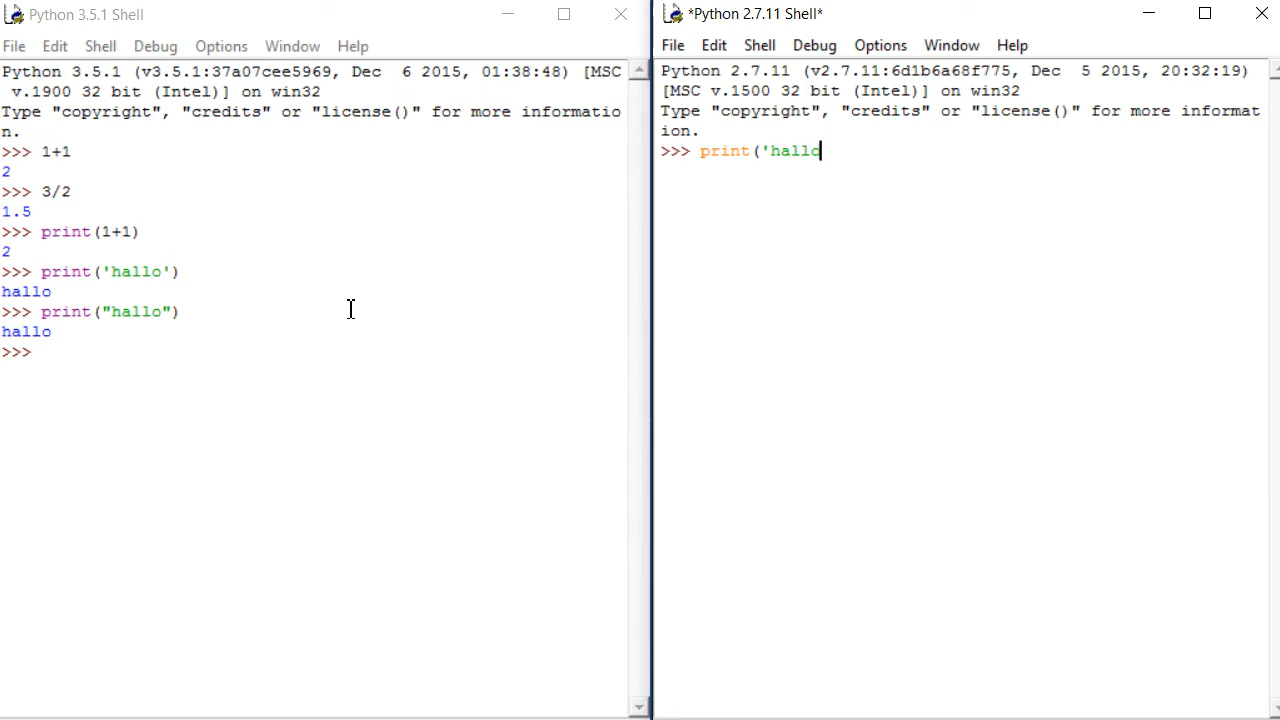 Python 3.5.1 Shell
File Edit Shell Debug Options Window Help
Python 3.5.1 (v3.5.1:37a07cee5969, Dec  6 2015, 01:38:48) [MSC
 v.1900 32 bit (Intel)] on win32
Type "copyright", "credits" or "license()" for more informatio
n.
>>> 1+1
2
>>> 3/2
1.5
>>> print(1+1)
2
>>> print('hallo')
hallo
>>> print("hallo")
hallo
>>>
*Python 2.7.11 Shell*
File Edit Shell Debug Options Window Help
Python 2.7.11 (v2.7.11:6d1b6a68f775, Dec  5 2015, 20:32:19)
[MSC v.1500 32 bit (Intel)] on win32
Type "copyright", "credits" or "license()" for more informat
ion.
>>> print('hallo